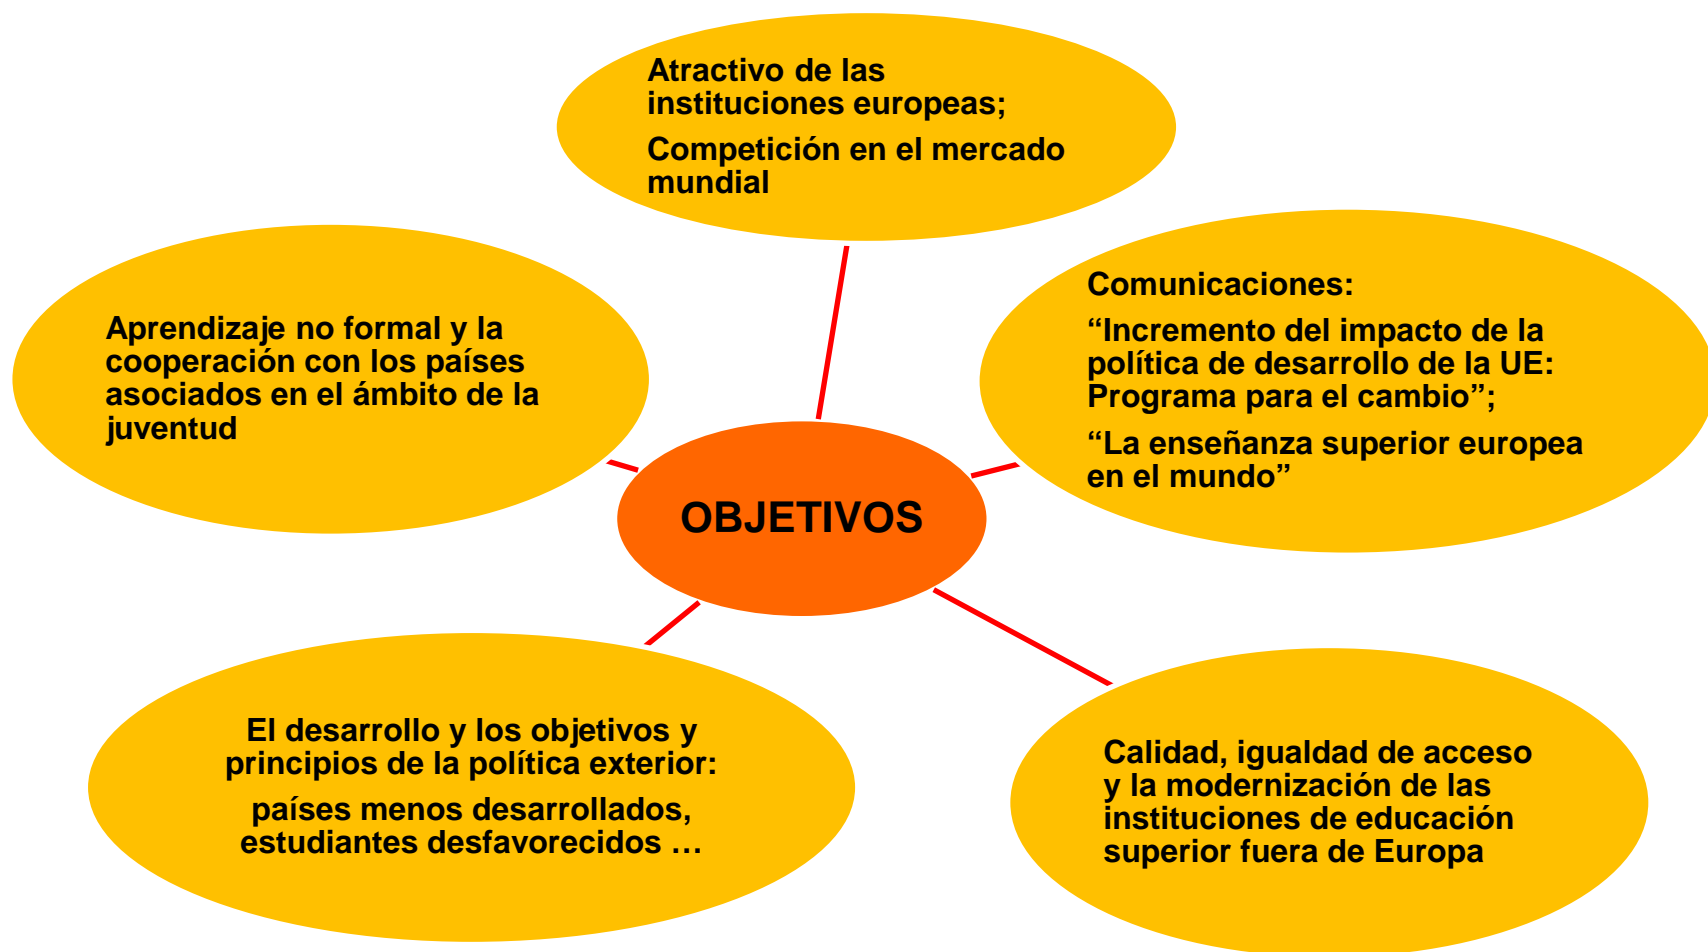 Atractivo de las
instituciones europeas;
Competición en el mercado
mundial
Comunicaciones:
“Incremento del impacto de la
política de desarrollo de la UE:
Programa para el cambio”;
“La enseñanza superior europea
en el mundo”
Aprendizaje no formal y la
cooperación con los países
asociados en el ámbito de la
juventud
OBJETIVOS
El desarrollo y los objetivos y
principios de la política exterior:
países menos desarrollados,
estudiantes desfavorecidos …
Calidad, igualdad de acceso
y la modernización de las
instituciones de educación
superior fuera de Europa